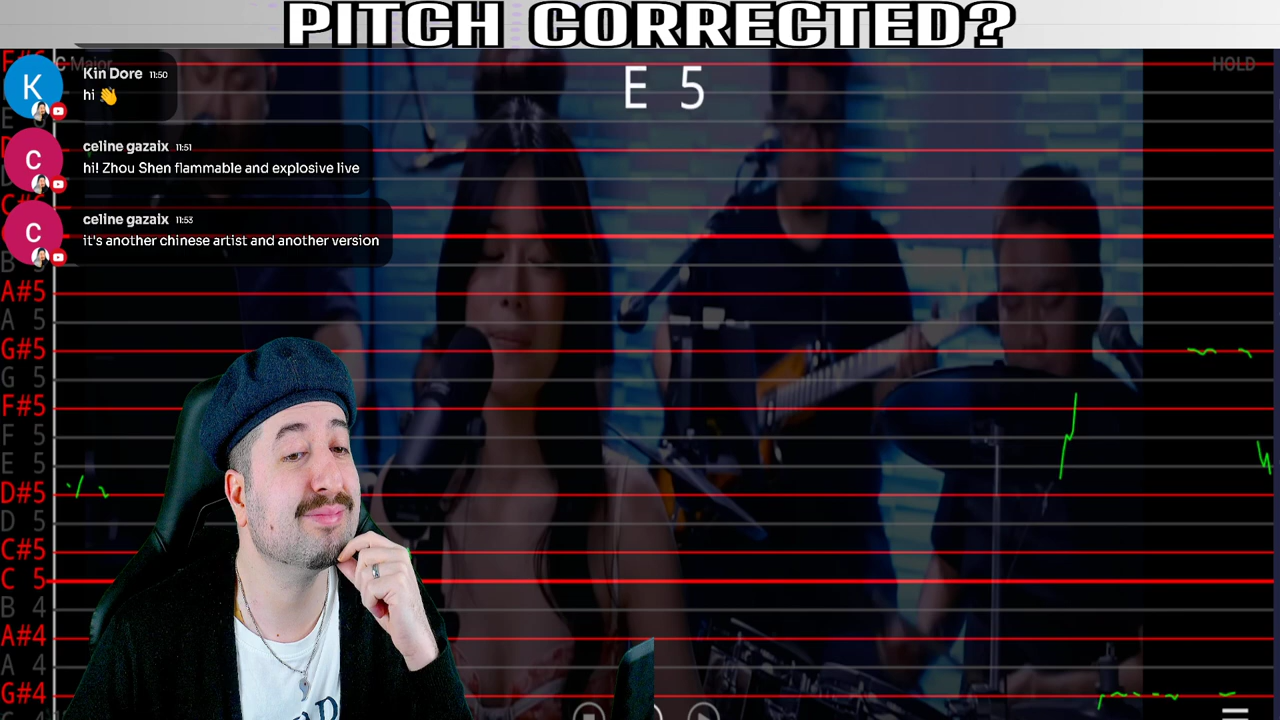 PITCH CORRECTED?
C Major
E 5
HOLD
K
Kin Dore 11:50
hi 👋
C
celine gazaix 11:51
hi! Zhou Shen flammable and explosive live
C
celine gazaix 11:53
it's another chinese artist and another version
A#5
A 5
G#5
G 5
F#5
F 5
E 5
D#5
D 5
C#5
C 5
B 4
A#4
A 4
G#4